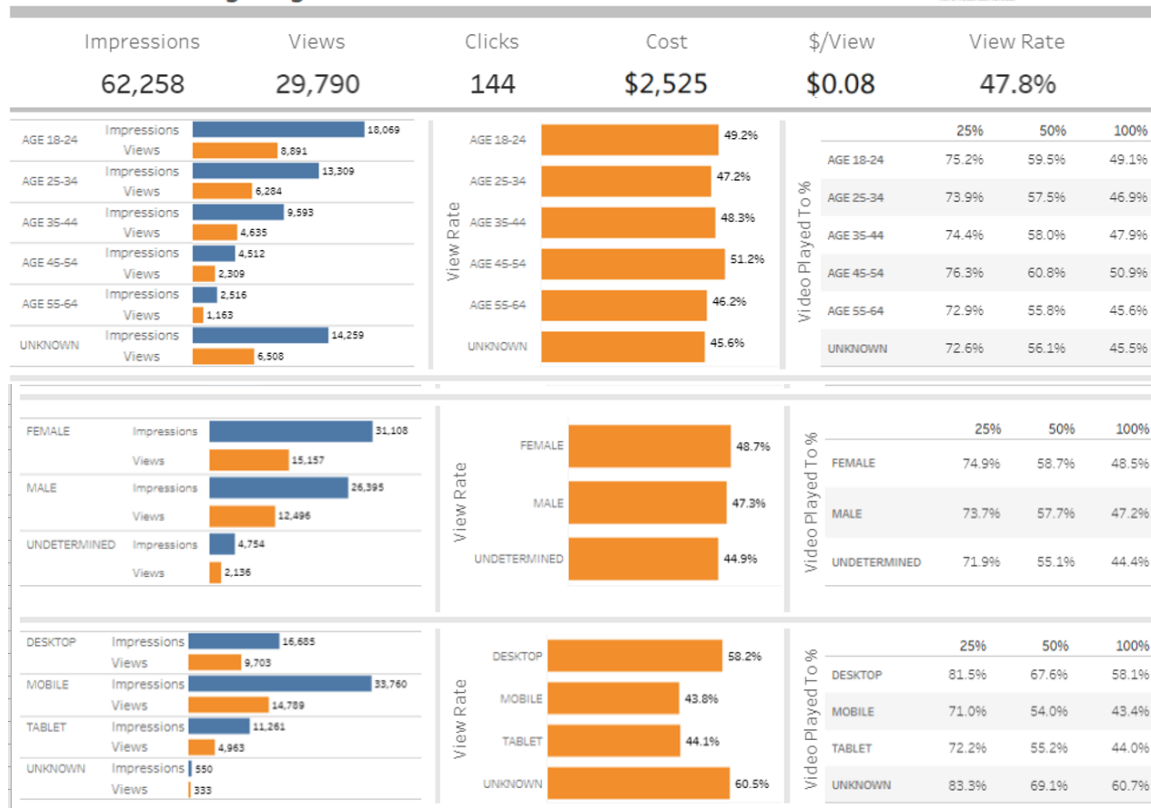 Impressions Views Clicks Cost $/View View Rate
62,258 29,790 144 $2,525 $0.08 47.8%
AGE 18-24 Impressions 18,069
Views 8,891
AGE 25-34 Impressions 13,309
Views 6,284
AGE 35-44 Impressions 9,593
Views 4,635
AGE 45-54 Impressions 4,512
Views 2,309
AGE 55-64 Impressions 2,516
Views 1,163
UNKNOWN Impressions 14,259
Views 6,508
View Rate
AGE 18-24 49.2%
AGE 25-34 47.2%
AGE 35-44 48.3%
AGE 45-54 51.2%
AGE 55-64 46.2%
UNKNOWN 45.6%
Video Played To %
25% 50% 100%
AGE 18-24 75.2% 59.5% 49.1%
AGE 25-34 73.9% 57.5% 46.9%
AGE 35-44 74.4% 58.0% 47.9%
AGE 45-54 76.3% 60.8% 50.9%
AGE 55-64 72.9% 55.8% 45.6%
UNKNOWN 72.6% 56.1% 45.5%
FEMALE Impressions 31,108
Views 15,157
MALE Impressions 26,395
Views 12,496
UNDETERMINED Impressions 4,754
Views 2,136
View Rate
FEMALE 48.7%
MALE 47.3%
UNDETERMINED 44.9%
Video Played To %
25% 50% 100%
FEMALE 74.9% 58.7% 48.5%
MALE 73.7% 57.7% 47.2%
UNDETERMINED 71.9% 55.1% 44.4%
DESKTOP Impressions 16,685
Views 9,703
MOBILE Impressions 33,760
Views 14,789
TABLET Impressions 11,261
Views 4,963
UNKNOWN Impressions 550
Views 333
View Rate
DESKTOP 58.2%
MOBILE 43.8%
TABLET 44.1%
UNKNOWN 60.5%
Video Played To %
25% 50% 100%
DESKTOP 81.5% 67.6% 58.1%
MOBILE 71.0% 54.0% 43.4%
TABLET 72.2% 55.2% 44.0%
UNKNOWN 83.3% 69.1% 60.7%